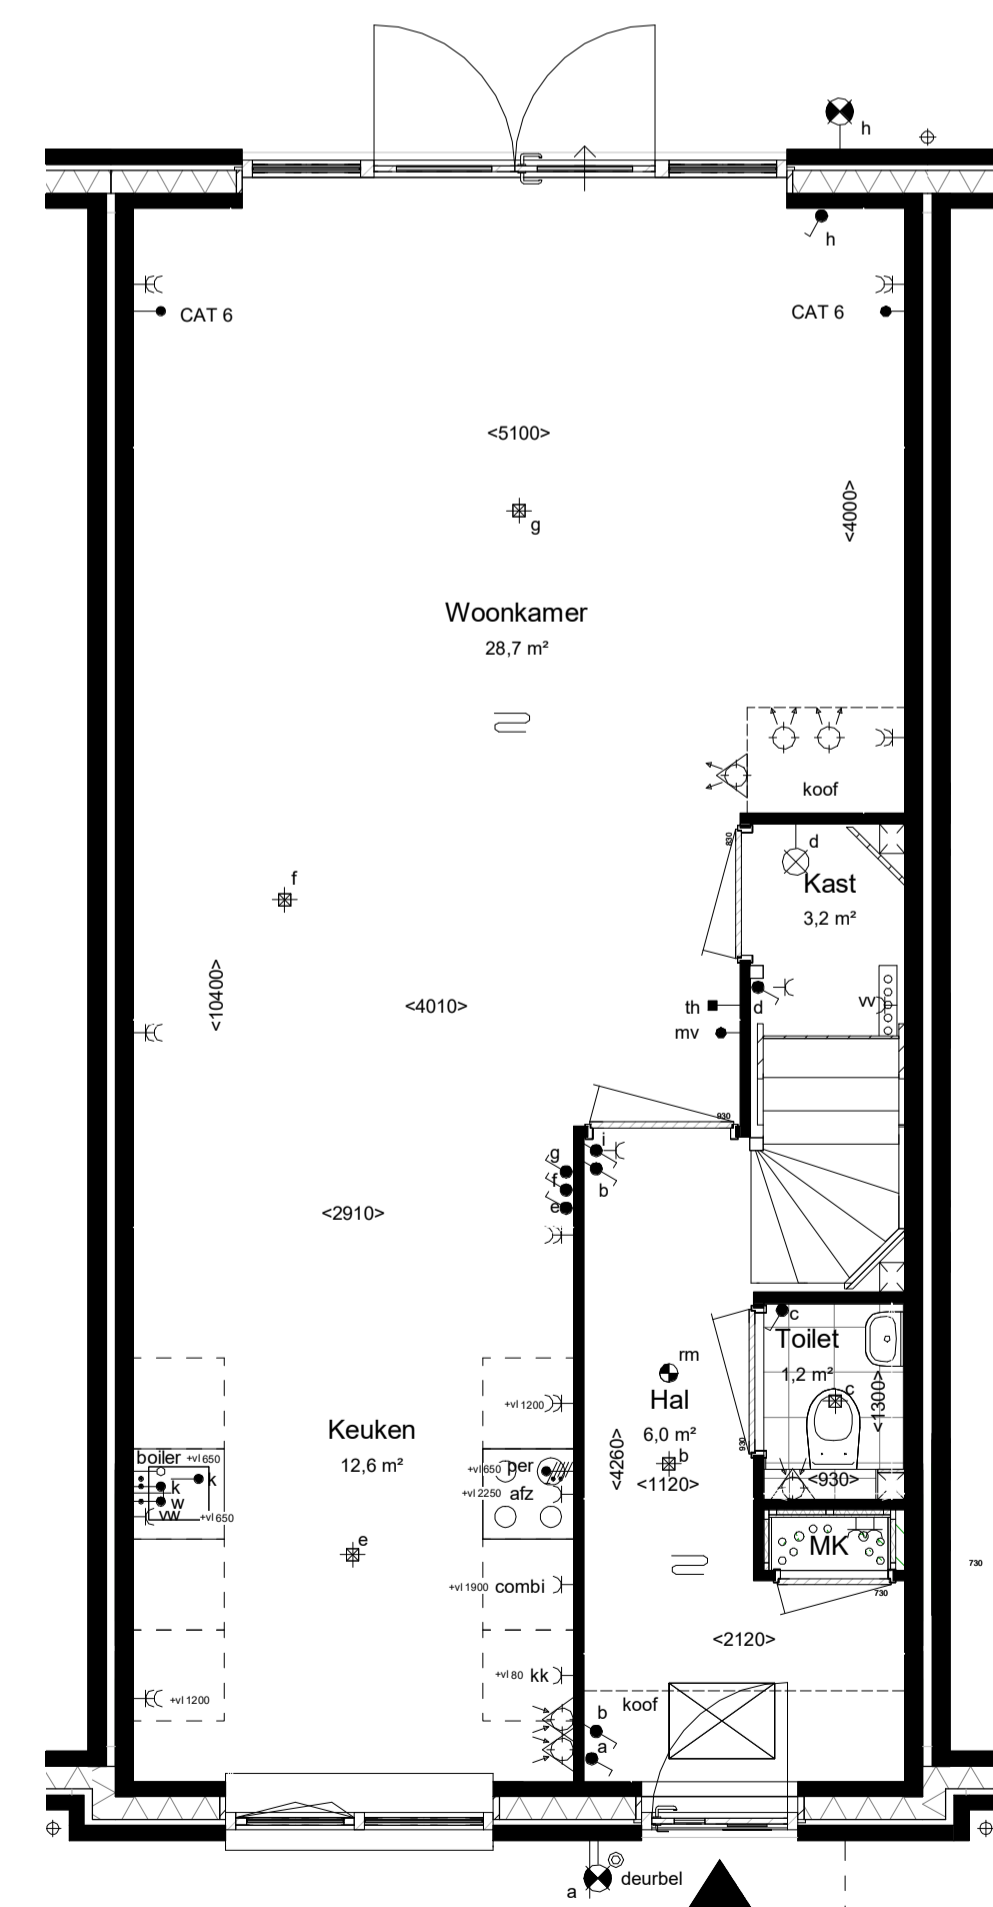 h
h
CAT 6
CAT 6
<5100>
<4000>
g
Woonkamer
28,7 m²
koof
830
d
Kast
3,2 m²
f
<10400>
<4010>
th
d
vv
mv
930
i
g
f
b
e
<2910>
c
Toilet
rm
1,2 m²
c
<1300>
+vl 1200
Hal
Keuken
6,0 m²
930
boiler +vl 650
12,6 m²
<4260>
b
+vl 650 per
k
<1120>
<930>
k
+vl 2250 afz
w
vw
+vl 650
MK
e
730
+vl 1900 combi
730
<2120>
+vl 80 kk
+vl 1200
koof
b
a
deurbel
a